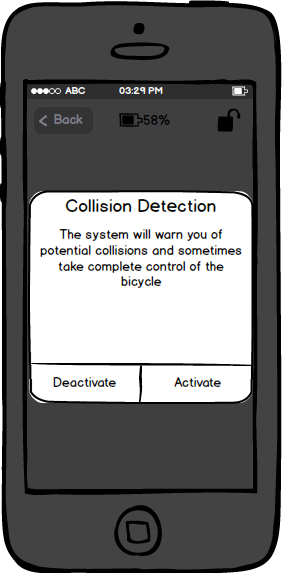 ABC 03:29 PM
Back 58%
Collision Detection
The system will warn you of
potential collisions and sometimes
take complete control of the
bicycle
Deactivate Activate